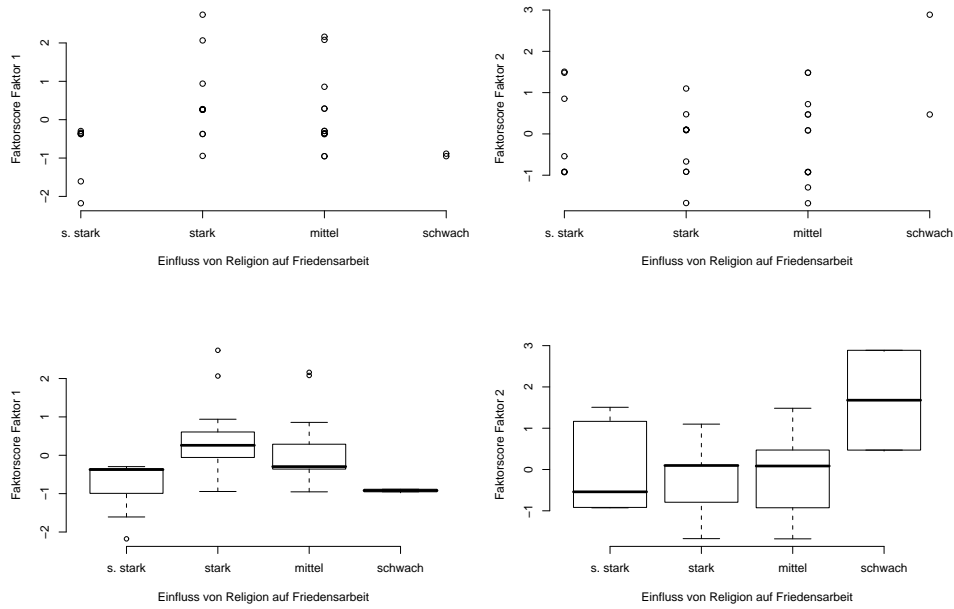 Faktorscore Faktor 1
2
1
0
−1
−2
s. stark stark mittel schwach
Einfluss von Religion auf Friedensarbeit
Faktorscore Faktor 2
3
2
1
0
−1
s. stark stark mittel schwach
Einfluss von Religion auf Friedensarbeit
Faktorscore Faktor 1
2
1
0
−1
−2
s. stark stark mittel schwach
Einfluss von Religion auf Friedensarbeit
Faktorscore Faktor 2
3
2
1
0
−1
s. stark stark mittel schwach
Einfluss von Religion auf Friedensarbeit